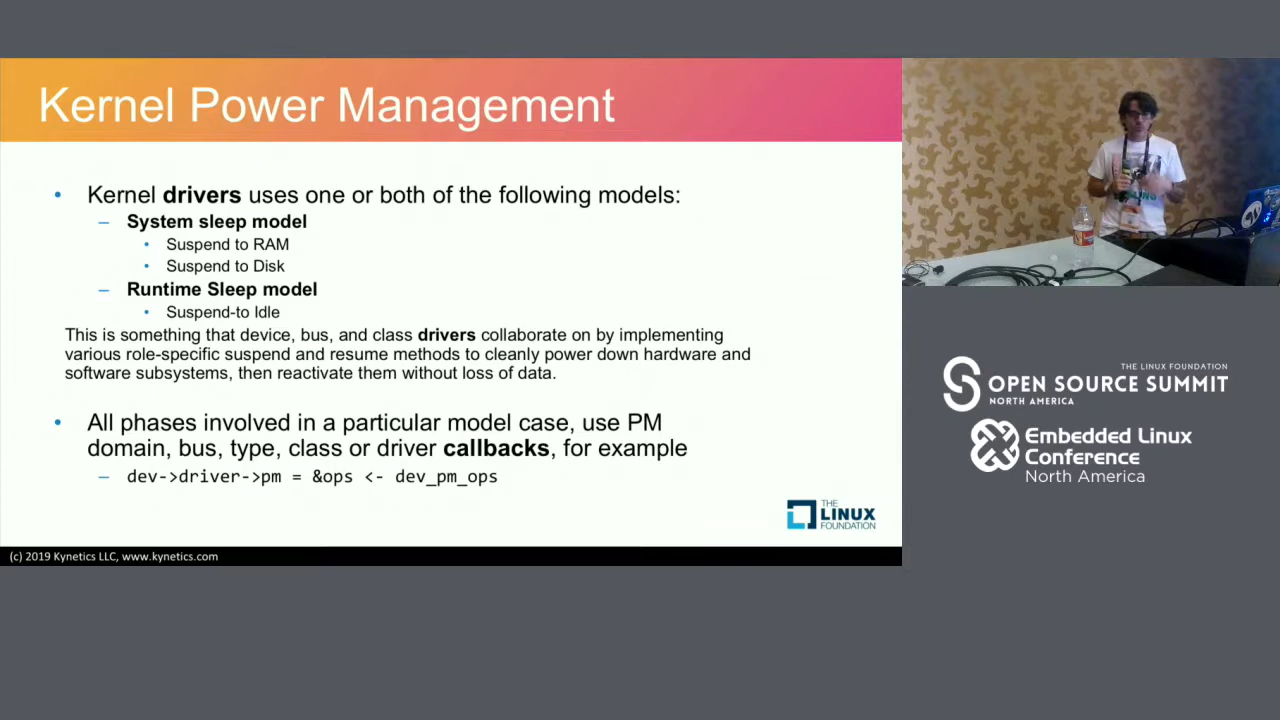 Kernel Power Management
• Kernel drivers uses one or both of the following models:
– System sleep model
• Suspend to RAM
• Suspend to Disk
– Runtime Sleep model
• Suspend-to Idle
This is something that device, bus, and class drivers collaborate on by implementing
various role-specific suspend and resume methods to cleanly power down hardware and
software subsystems, then reactivate them without loss of data.
• All phases involved in a particular model case, use PM
domain, bus, type, class or driver callbacks, for example
– dev->driver->pm = &ops <- dev_pm_ops
THE
LINUX
FOUNDATION
(c) 2019 Kynetics LLC, www.kynetics.com
THE LINUX FOUNDATION
OPEN SOURCE SUMMIT
NORTH AMERICA
Embedded Linux
Conference
North America